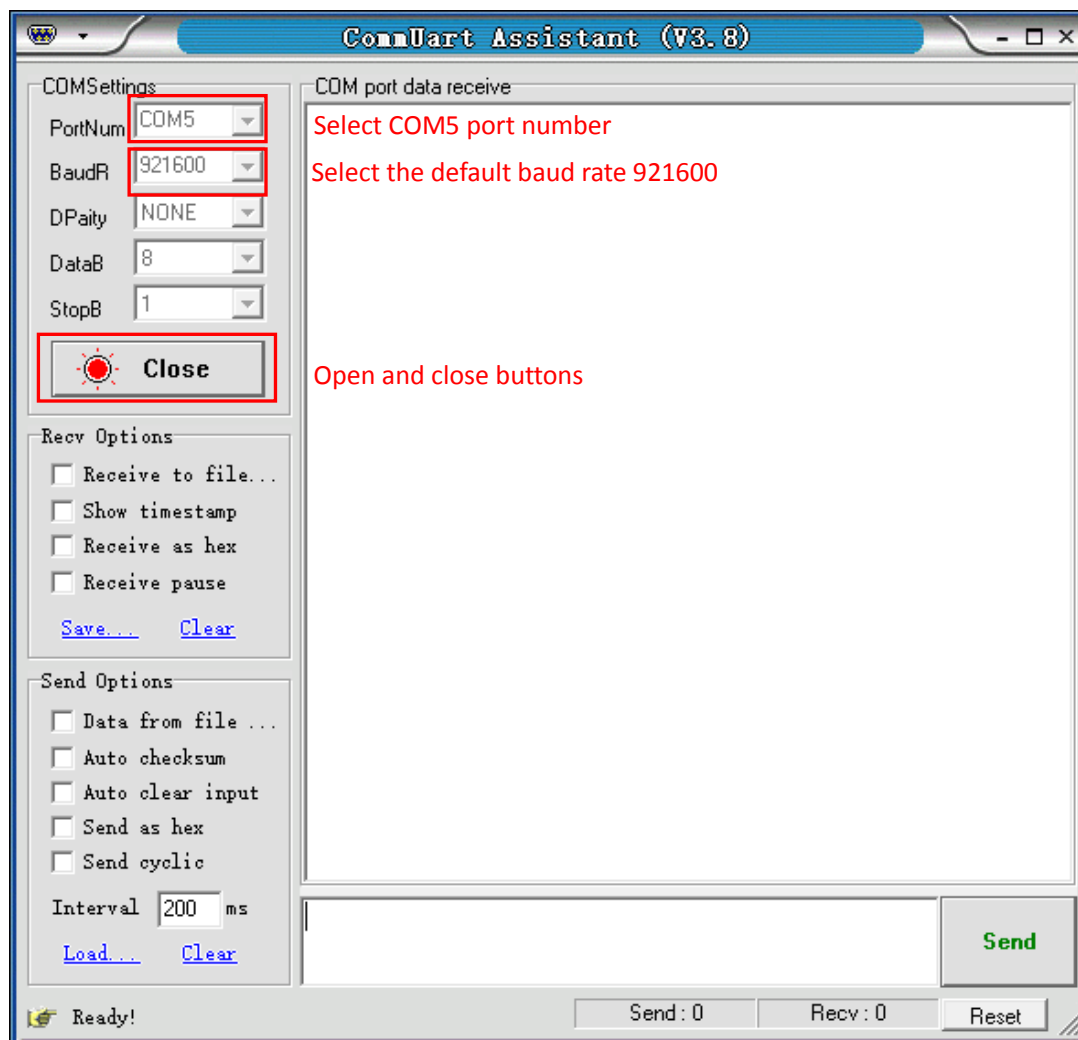 CommUart Assistant (V3.8)
COMSettings
PortNum COM5
BaudR 921600
DPaity NONE
DataB 8
StopB 1
Close
Recv Options
Receive to file...
Show timestamp
Receive as hex
Receive pause
Save... Clear
Send Options
Data from file ...
Auto checksum
Auto clear input
Send as hex
Send cyclic
Interval 200 ms
Load... Clear
COM port data receive
Select COM5 port number
Select the default baud rate 921600
Open and close buttons
Send
Ready!
Send : 0
Recv : 0
Reset